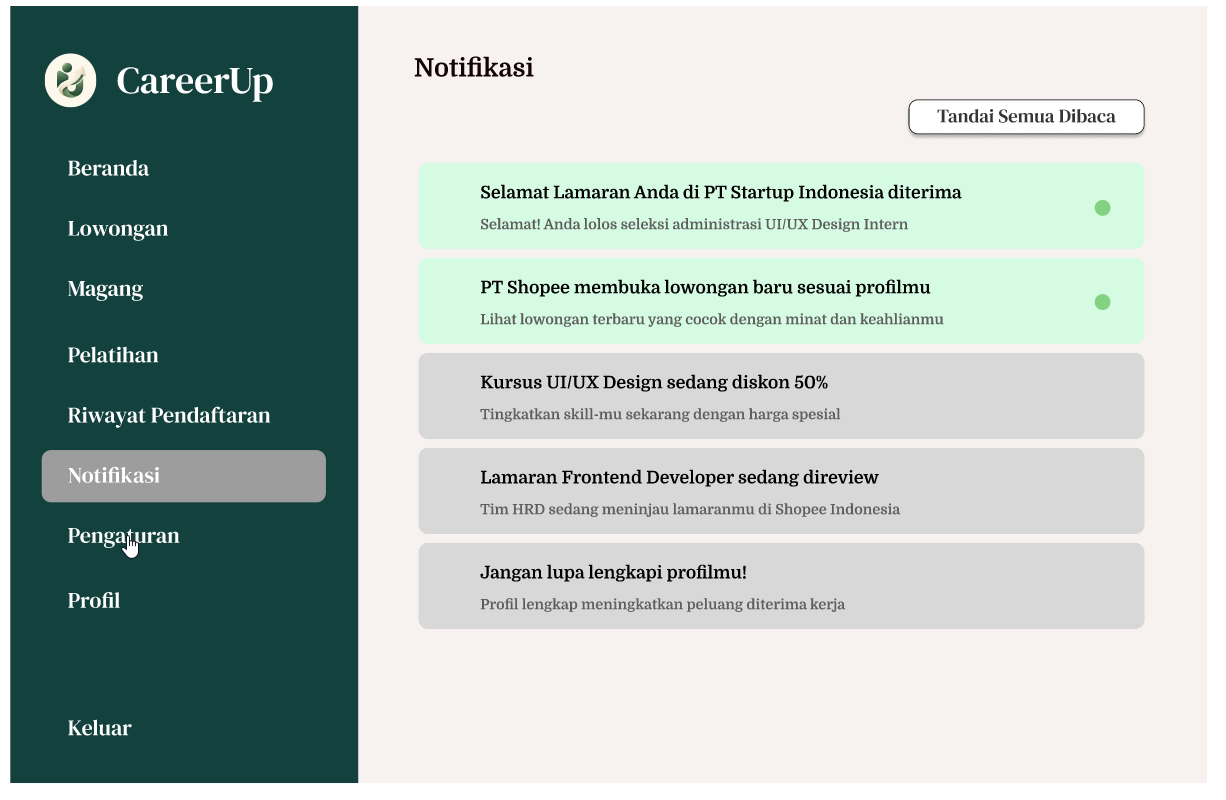 CareerUp
Beranda
Lowongan
Magang
Pelatihan
Riwayat Pendaftaran
Notifikasi
Pengaturan
Profil
Keluar
Notifikasi
Tandai Semua Dibaca
Selamat Lamaran Anda di PT Startup Indonesia diterima
Selamat! Anda lolos seleksi administrasi UI/UX Design Intern
PT Shopee membuka lowongan baru sesuai profilmu
Lihat lowongan terbaru yang cocok dengan minat dan keahlianmu
Kursus UI/UX Design sedang diskon 50%
Tingkatkan skill-mu sekarang dengan harga spesial
Lamaran Frontend Developer sedang direview
Tim HRD sedang meninjau lamaranmu di Shopee Indonesia
Jangan lupa lengkapi profilmu!
Profil lengkap meningkatkan peluang diterima kerja